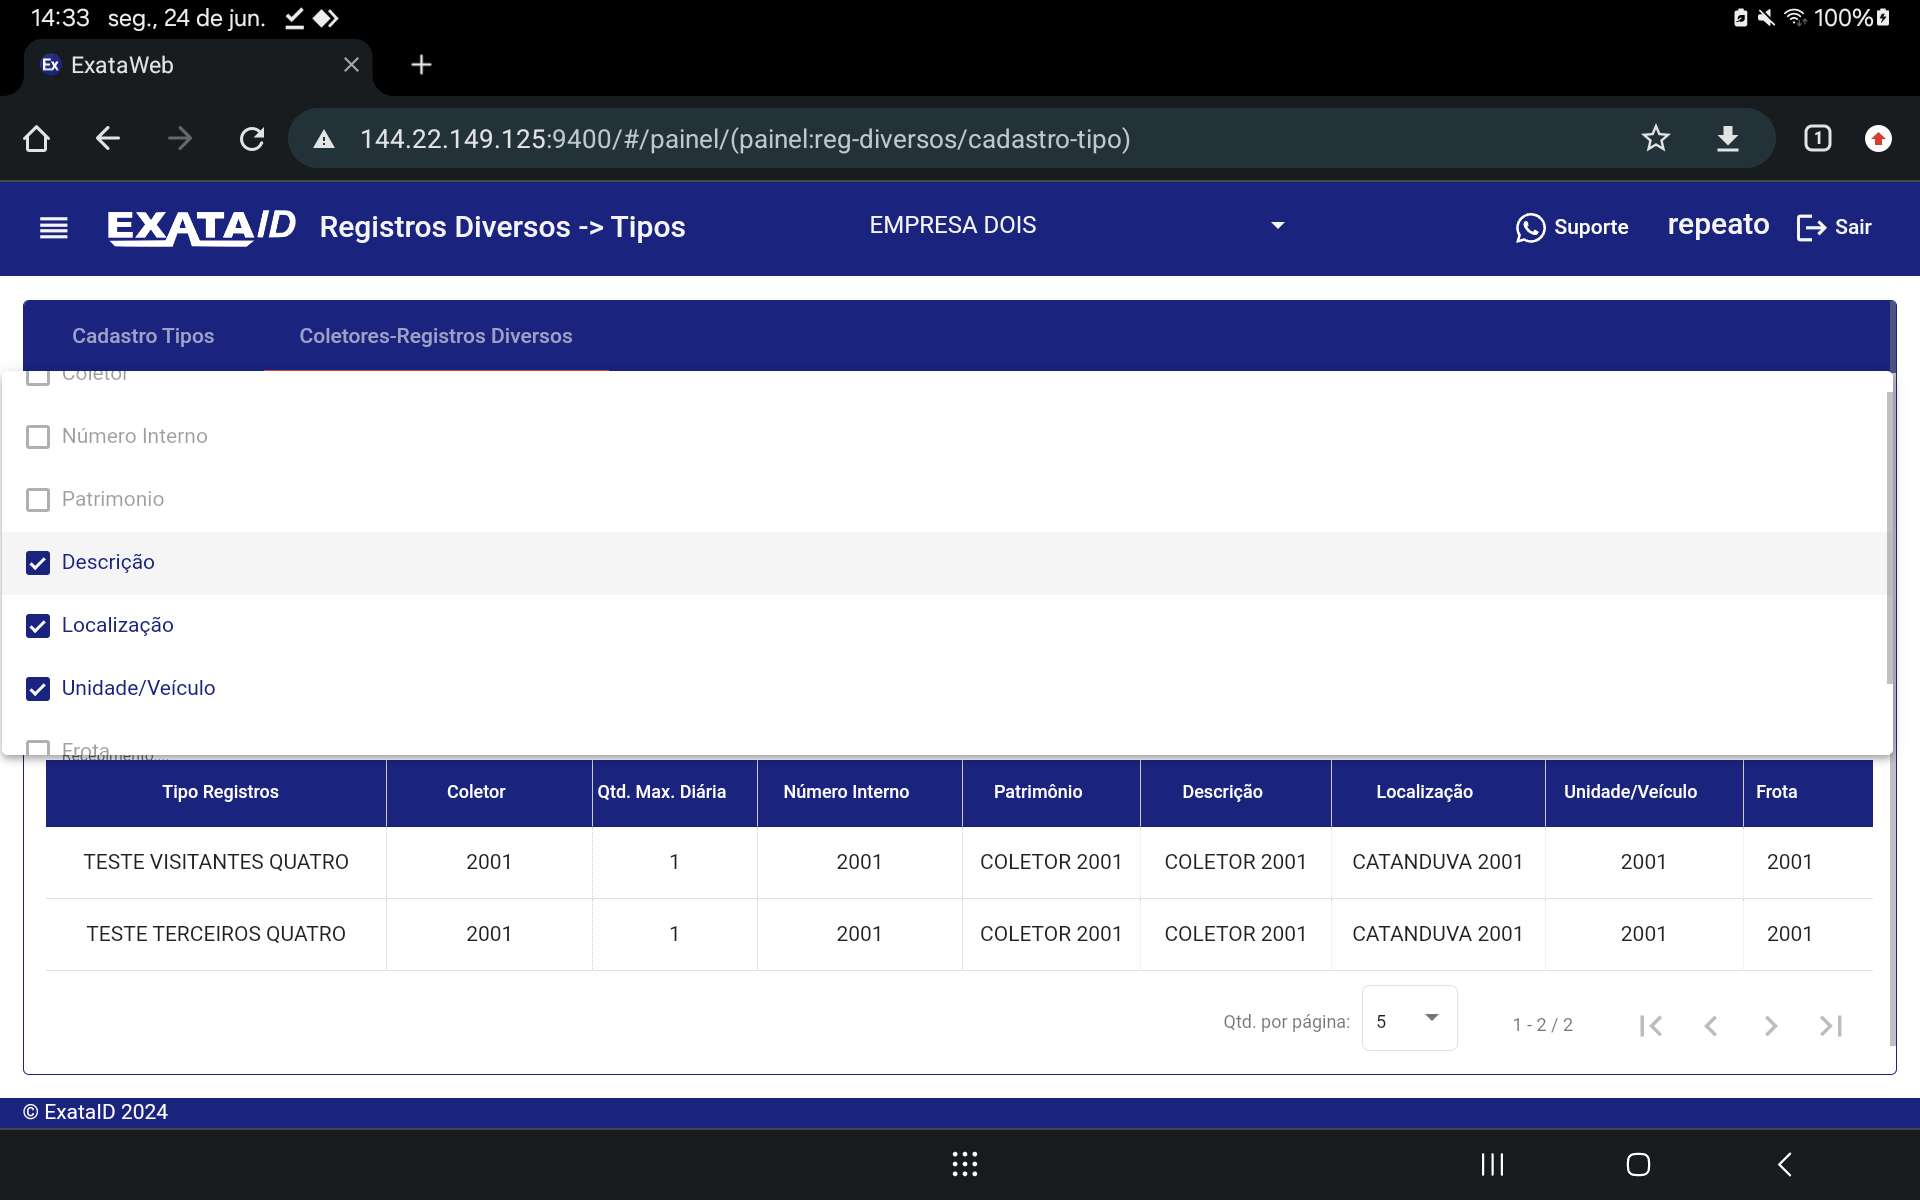 14:33 seg., 24 de jun. 100%
Ex ExataWeb
144.22.149.125:9400/#/painel/(painel:reg-diversos/cadastro-tipo) 1
EXATAID Registros Diversos -> Tipos EMPRESA DOIS Suporte repeato Sair
Cadastro Tipos Coletores-Registros Diversos
Coletor
Número Interno
Patrimonio
Descrição
Localização
Unidade/Veículo
Frota
Recebimento...
Tipo Registros Coletor Qtd. Max. Diária Número Interno Patrimônio Descrição Localização Unidade/Veículo Frota
TESTE VISITANTES QUATRO 2001 1 2001 COLETOR 2001 COLETOR 2001 CATANDUVA 2001 2001 2001
TESTE TERCEIROS QUATRO 2001 1 2001 COLETOR 2001 COLETOR 2001 CATANDUVA 2001 2001 2001
Qtd. por página: 5 1 - 2 / 2
© ExataID 2024